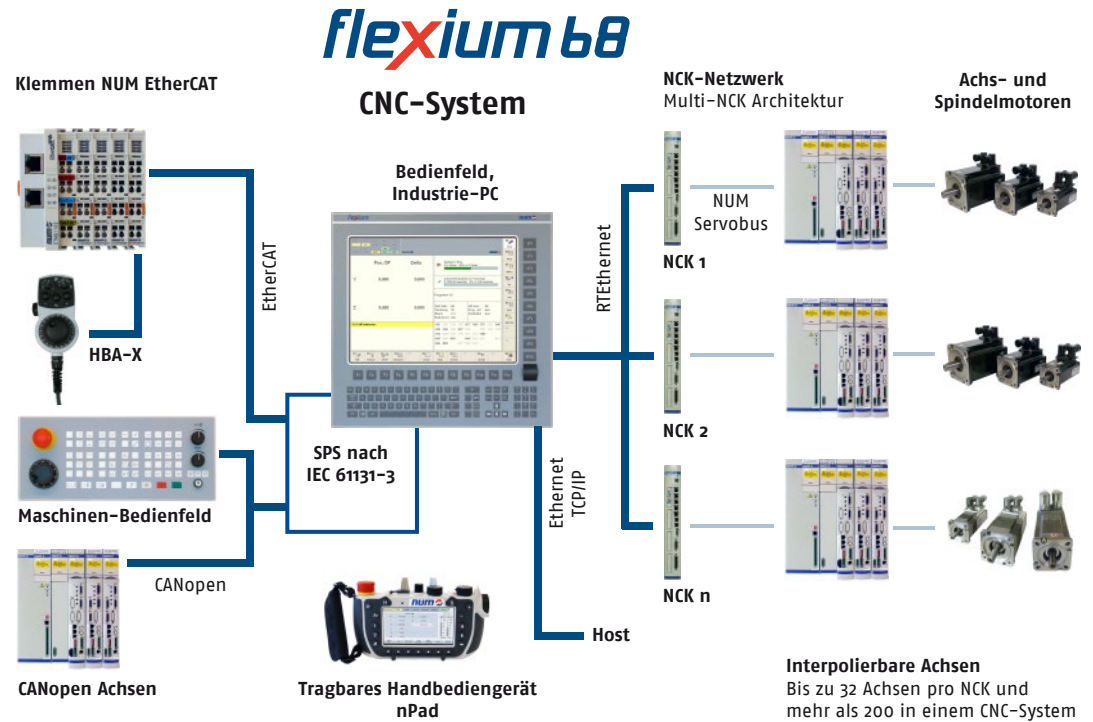 flexium 68
CNC-System
Klemmen NUM EtherCAT
NCK-Netzwerk
Multi-NCK Architektur
Achs- und
Spindelmotoren
Bedienfeld,
Industrie-PC
flexium
num
EtherCAT
RTEthernet
NUM
Servobus
NCK 1
HBA-X
NCK 2
SPS nach
IEC 61131-3
Ethernet
TCP/IP
Maschinen-Bedienfeld
CANopen
num
NCK n
Host
CANopen Achsen
Tragbares Handbediengerät
nPad
Interpolierbare Achsen
Bis zu 32 Achsen pro NCK und
mehr als 200 in einem CNC-System